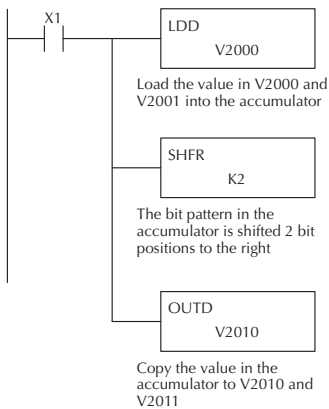 X1
LDD
V2000
Load the value in V2000 and
V2001 into the accumulator
SHFR
K2
The bit pattern in the
accumulator is shifted 2 bit
positions to the right
OUTD
V2010
Copy the value in the
accumulator to V2010 and
V2011